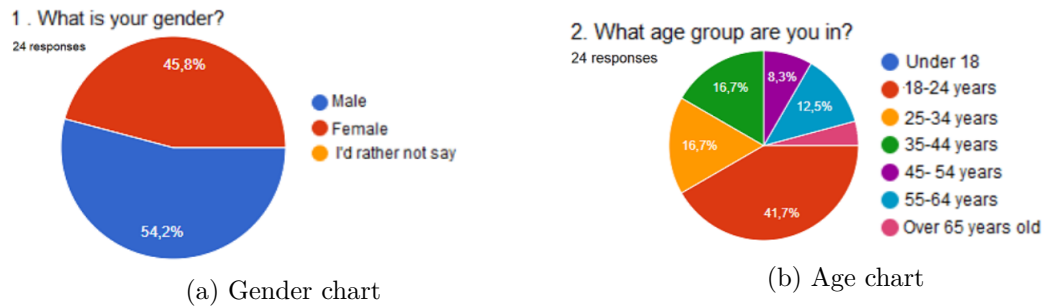 1 . What is your gender?
24 responses
45,8%
54,2%
Male
Female
I'd rather not say
(a) Gender chart
2. What age group are you in?
24 responses
8,3%
16,7%
12,5%
16,7%
41,7%
Under 18
18-24 years
25-34 years
35-44 years
45- 54 years
55-64 years
Over 65 years old
(b) Age chart